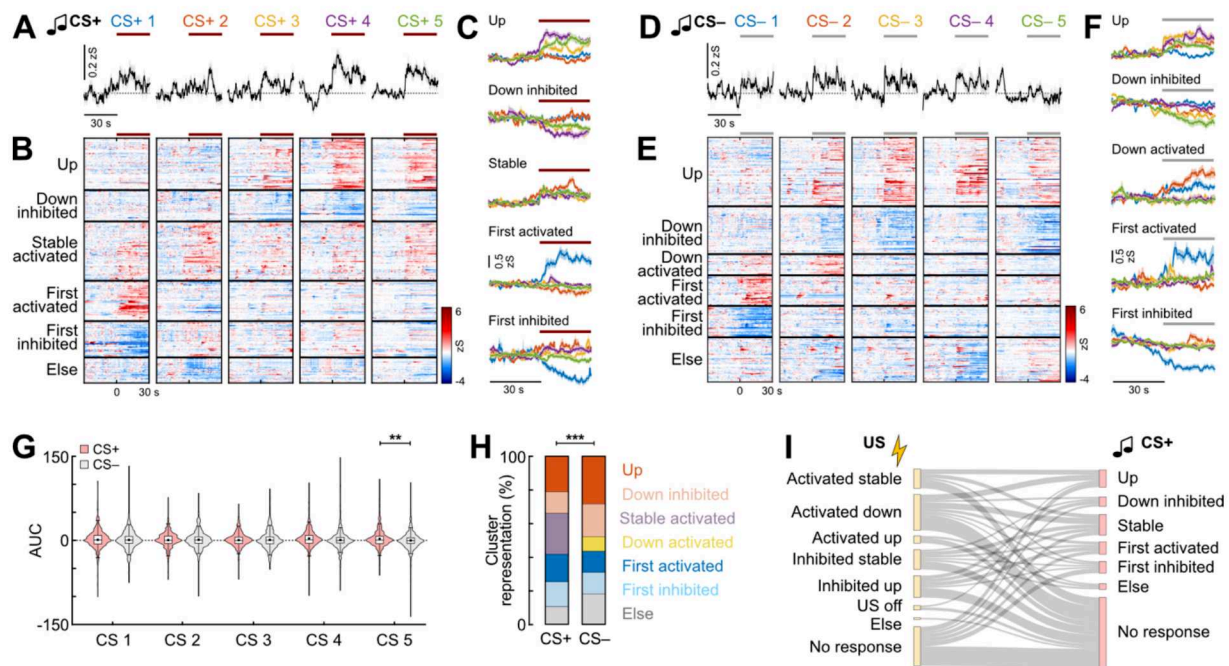 A
CS+
CS+ 1
CS+ 2
CS+ 3
CS+ 4
CS+ 5
0.2 zS
30 s
B
Up
Down
inhibited
Stable
activated
First
activated
First
inhibited
Else
0
30 s
6
zS
-4
C
Up
Down inhibited
Stable
First activated
0.5
zS
First inhibited
30 s
D
CS–
CS– 1
CS– 2
CS– 3
CS– 4
CS– 5
0.2 zS
30 s
E
Up
Down
inhibited
Down
activated
First
activated
First
inhibited
Else
0
30 s
6
zS
-4
F
Up
Down inhibited
Down activated
First activated
0.5
zS
First inhibited
30 s
G
CS+
CS–
**
150
0
-150
AUC
CS 1
CS 2
CS 3
CS 4
CS 5
H
***
100
0
Cluster
representation (%)
CS+
CS–
Up
Down inhibited
Stable activated
Down activated
First activated
First inhibited
Else
I
US
CS+
Activated stable
Activated down
Activated up
Inhibited stable
Inhibited up
US off
Else
No response
Up
Down inhibited
Stable
First activated
First inhibited
Else
No response